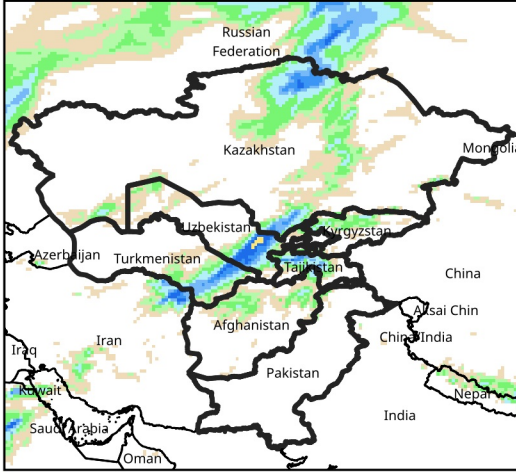 Russian
Federation
Kazakhstan
Mongolia
Uzbekistan
Kyrgyzstan
Azerbaijan
Turkmenistan
Tajikistan
China
Aksai Chin
Afghanistan
China/India
Iran
Iraq
Pakistan
Kuwait
Nepal
India
Saudi Arabia
Oman